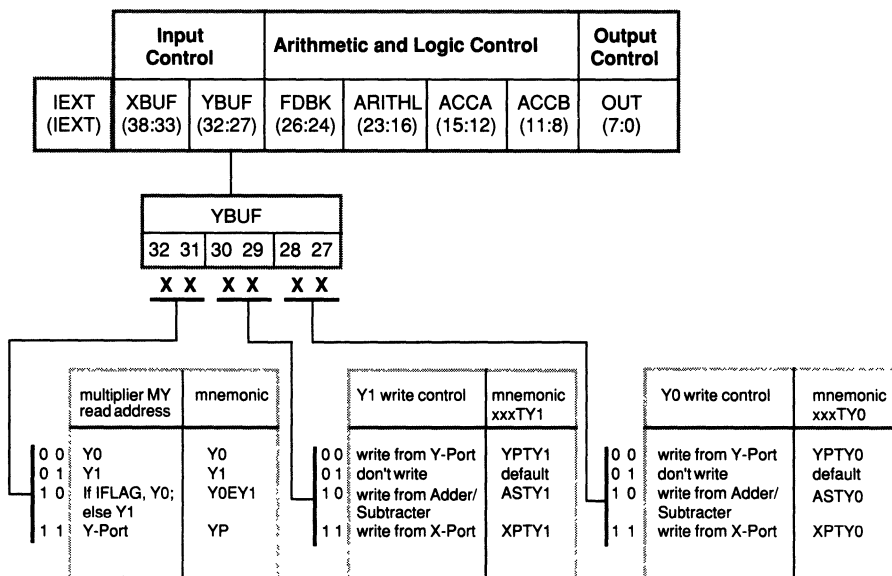 Input Control
Arithmetic and Logic Control
Output Control
IEXT (IEXT)
XBUF (38:33)
YBUF (32:27)
FDBK (26:24)
ARITHL (23:16)
ACCA (15:12)
ACCB (11:8)
OUT (7:0)
YBUF
32 31 30 29 28 27
X X X X X X
multiplier MY read address
mnemonic
0 0 Y0 Y0
0 1 Y1 Y1
1 0 If IFLAG, Y0; Y0EY1
else Y1
1 1 Y-Port YP
Y1 write control
mnemonic xxxTY1
0 0 write from Y-Port YPTY1
0 1 don't write default
1 0 write from Adder/ ASTY1
Subtracter
1 1 write from X-Port XPTY1
Y0 write control
mnemonic xxxTY0
0 0 write from Y-Port YPTY0
0 1 don't write default
1 0 write from Adder/ ASTY0
Subtracter
1 1 write from X-Port XPTY0